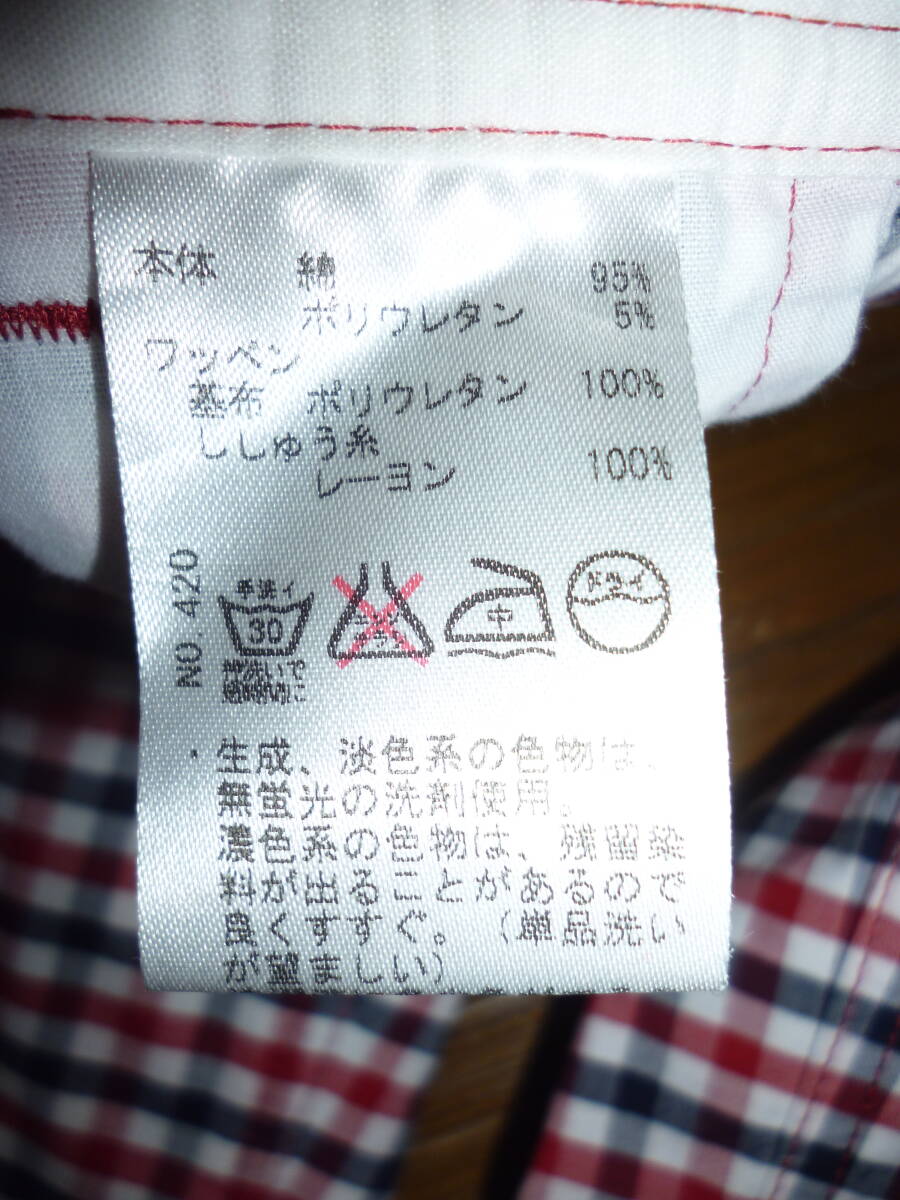 本体 綿 95%
ポリウレタン 5%
ワッペン
基布 ポリウレタン 100%
ししゅう糸
レーヨン 100%
NO. 420
手洗イ
30
中
ドライ
・生成、淡色系の色物は、
無蛍光の洗剤使用。
濃色系の色物は、残留染
料が出ることがあるので
良くすすぐ。（単品洗い
が望ましい）